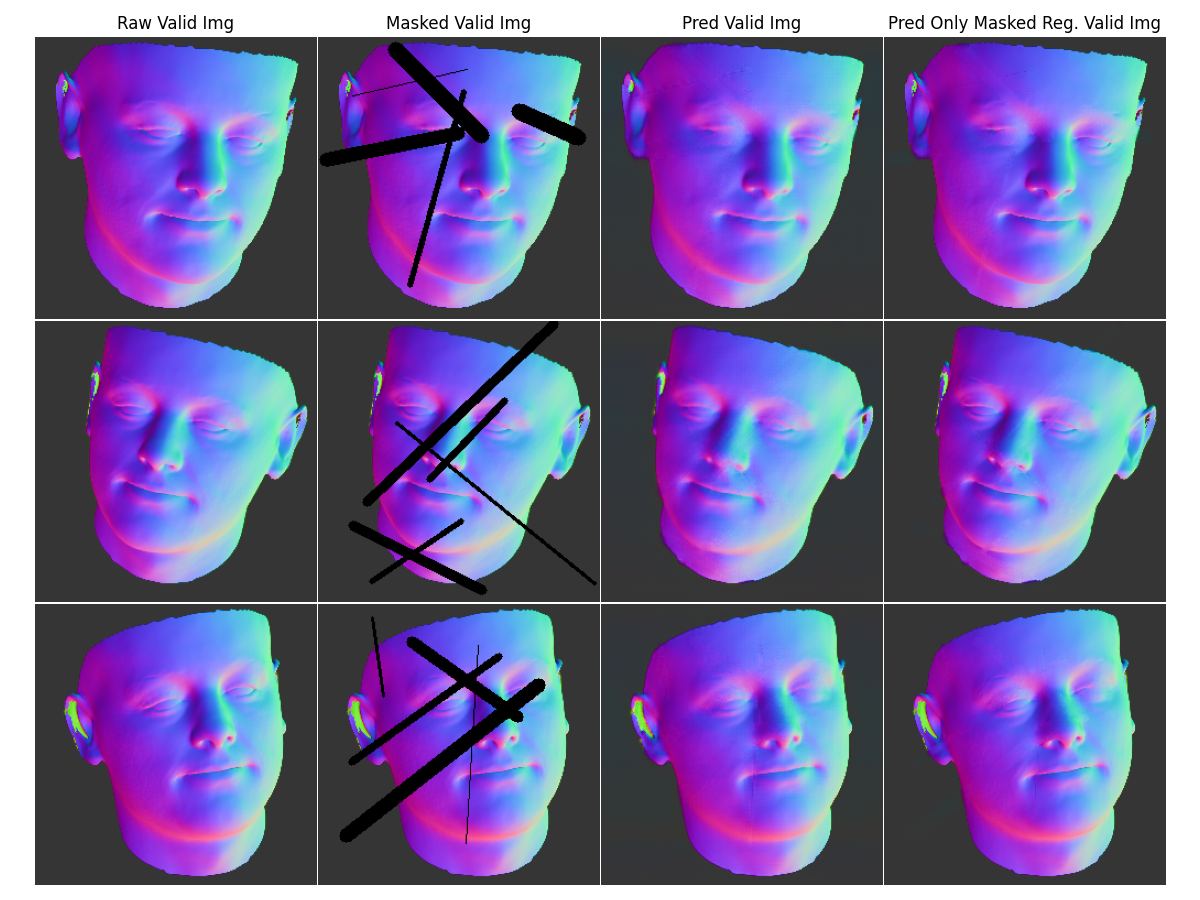 Raw Valid Img
Masked Valid Img
Pred Valid Img
Pred Only Masked Reg. Valid Img